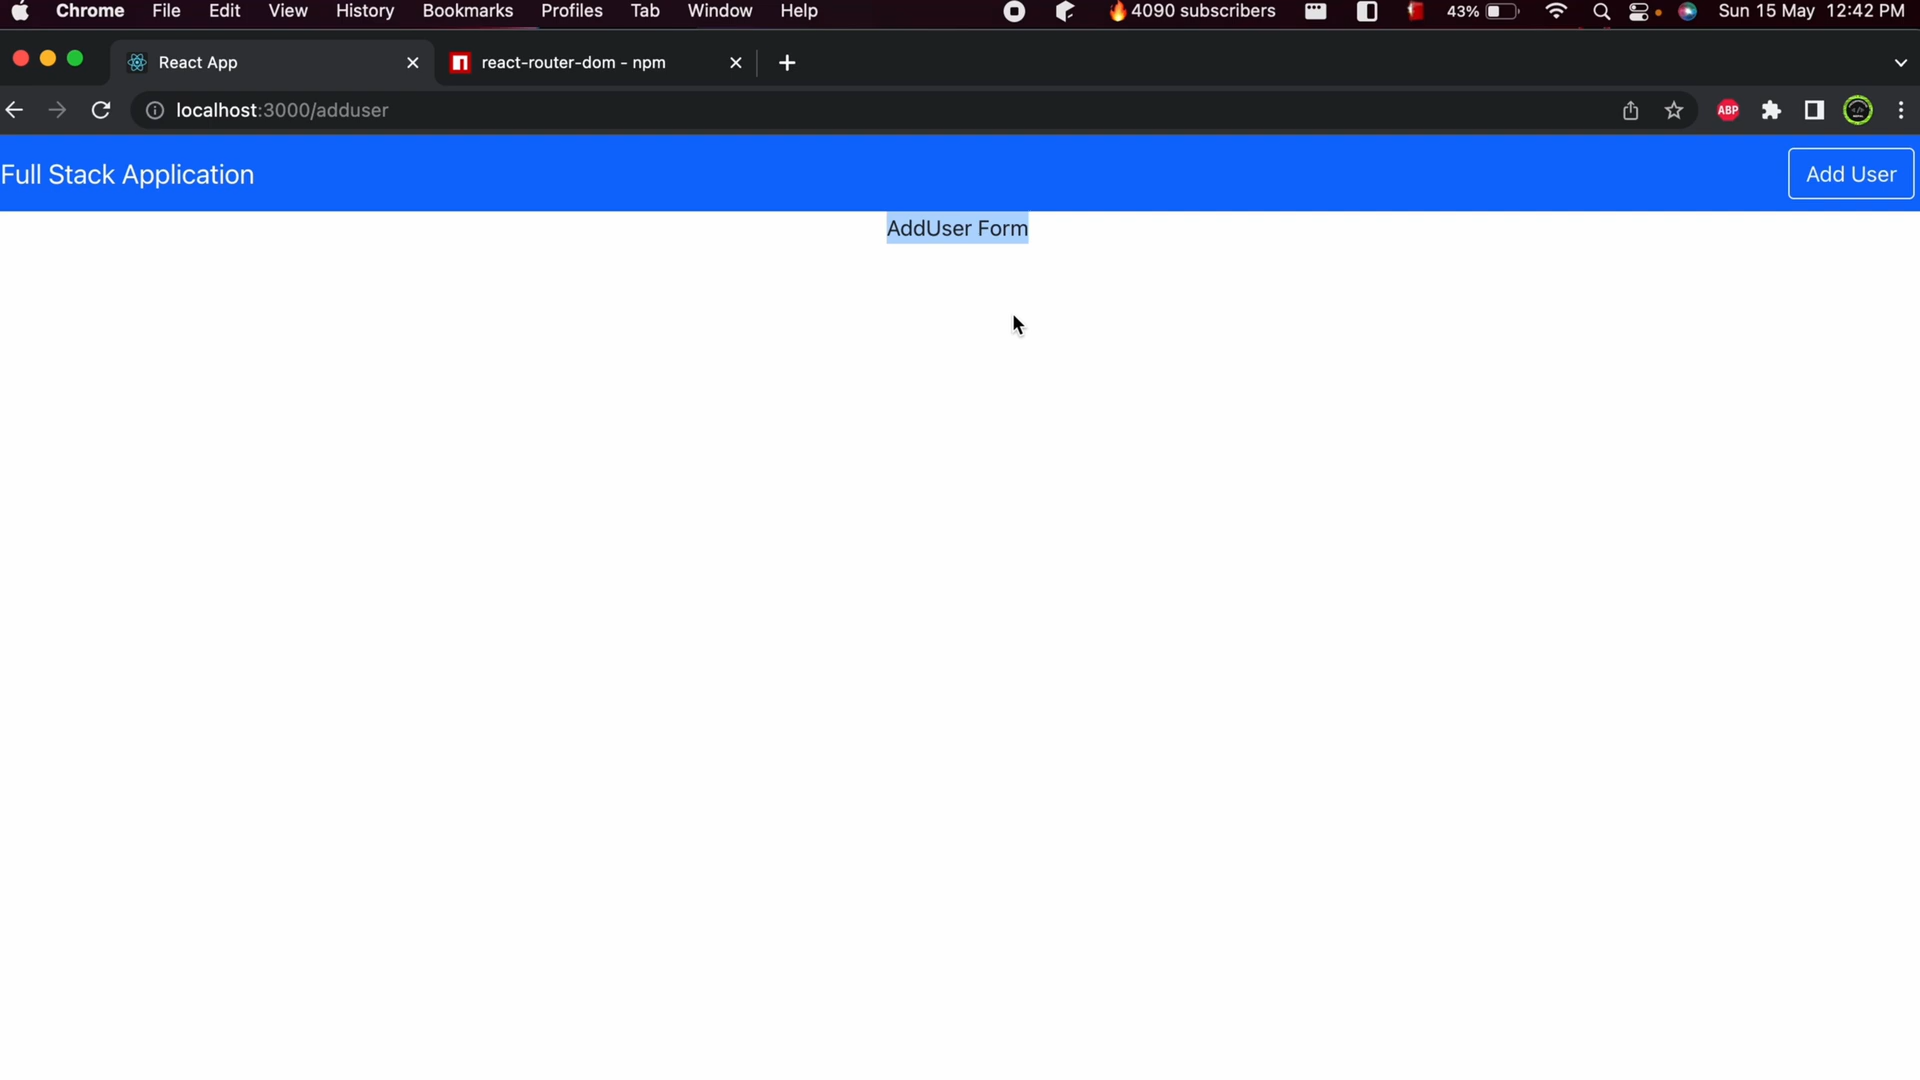 Chrome File Edit View History Bookmarks Profiles Tab Window Help 4090 subscribers 43% Sun 15 May 12:42 PM
React App react-router-dom - npm
localhost:3000/adduser ABP
Full Stack Application Add User
AddUser Form